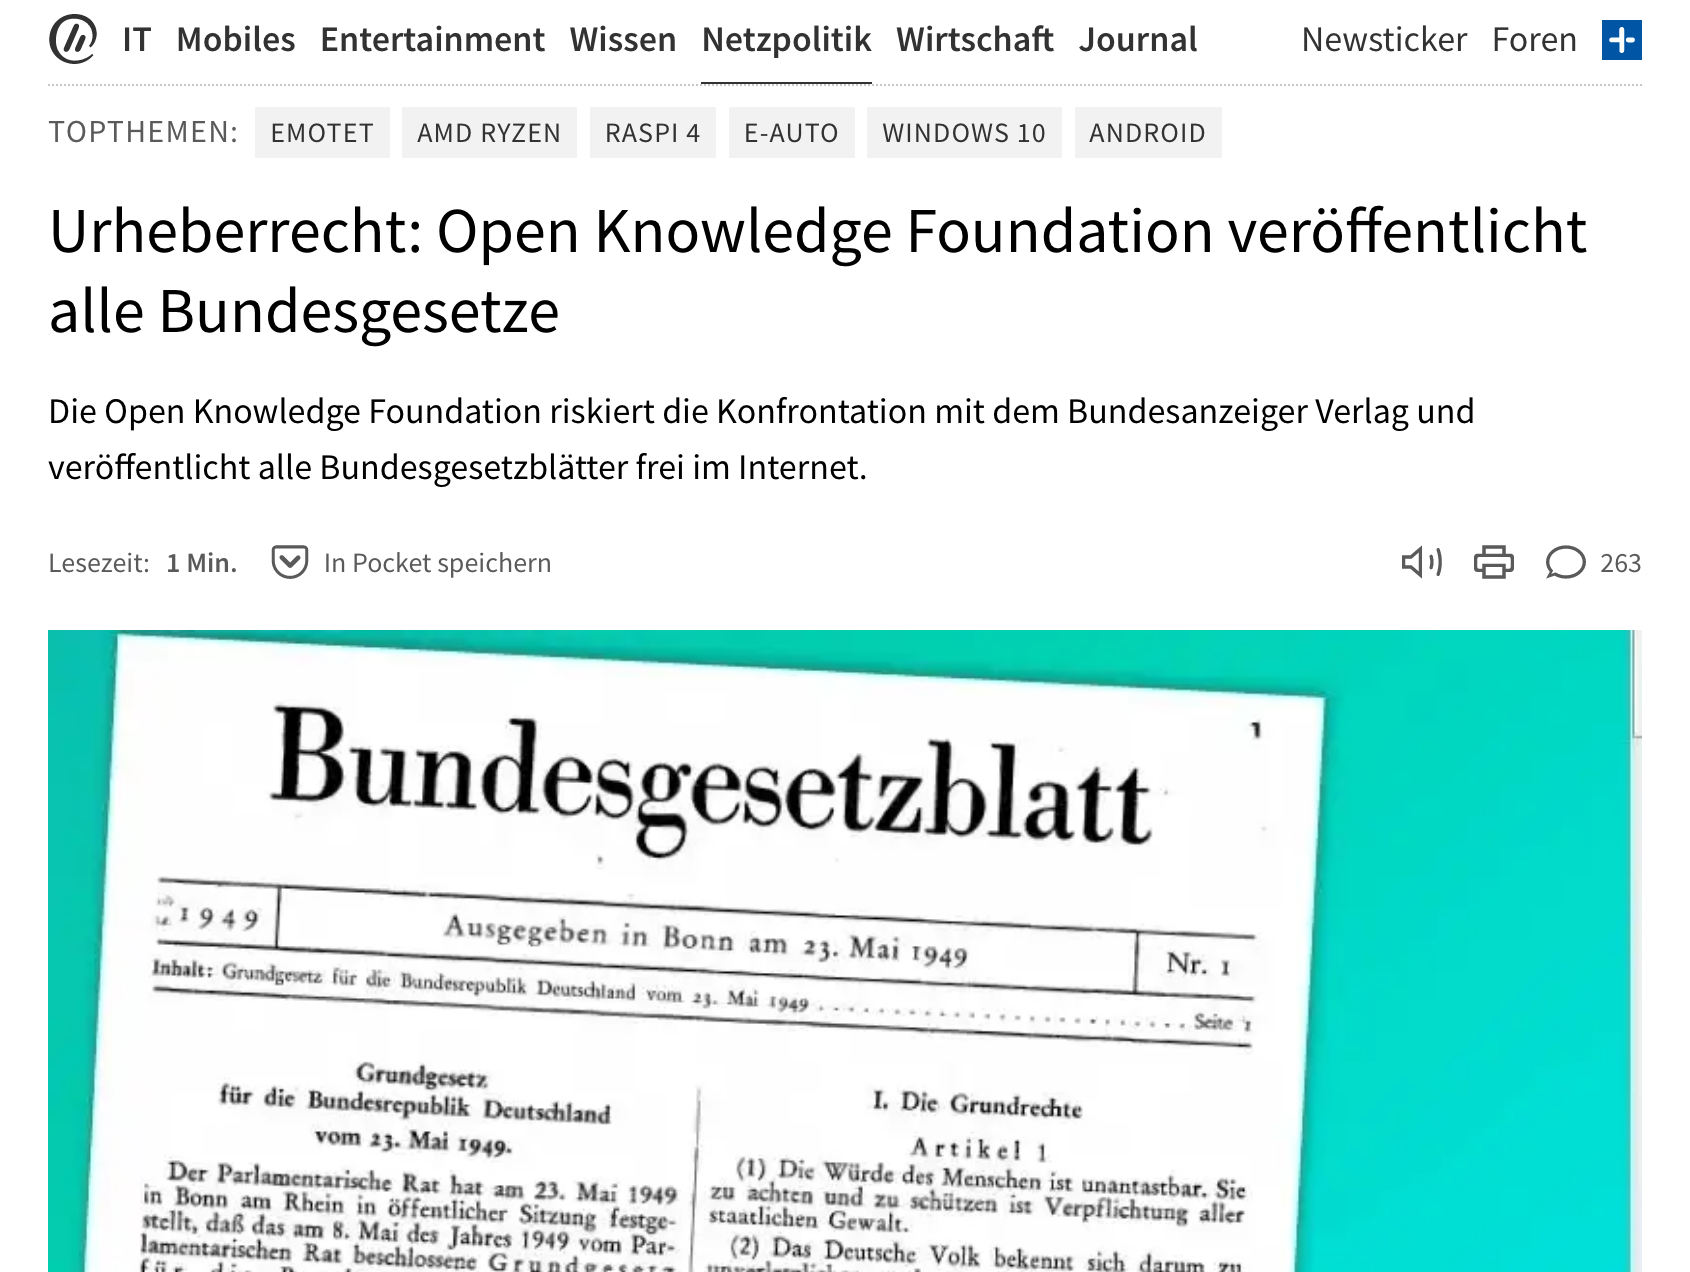 IT Mobiles Entertainment Wissen Netzpolitik Wirtschaft Journal Newsticker Foren
TOPTHEMEN: EMOTET AMD RYZEN RASPI 4 E-AUTO WINDOWS 10 ANDROID
Urheberrecht: Open Knowledge Foundation veröffentlicht
alle Bundesgesetze
Die Open Knowledge Foundation riskiert die Konfrontation mit dem Bundesanzeiger Verlag und
veröffentlicht alle Bundesgesetzblätter frei im Internet.
Lesezeit: 1 Min. In Pocket speichern 263
1
Bundesgesetzblatt
1949 Ausgegeben in Bonn am 23. Mai 1949 Nr. 1
Inhalt: Grundgesetz für die Bundesrepublik Deutschland vom 23. Mai 1949 . . . . . . . . . . . . . . . . . . . . . . . . . Seite 1
Grundgesetz
für die Bundesrepublik Deutschland
vom 23. Mai 1949.
Der Parlamentarische Rat hat am 23. Mai 1949
in Bonn am Rhein in öffentlicher Sitzung festge-
stellt, daß das am 8. Mai des Jahres 1949 vom Par-
lamentarischen Rat beschlossene Grundgesetz
I. Die Grundrechte
Artikel 1
(1) Die Würde des Menschen ist unantastbar. Sie
zu achten und zu schützen ist Verpflichtung aller
staatlichen Gewalt.
(2) Das Deutsche Volk bekennt sich darum zu